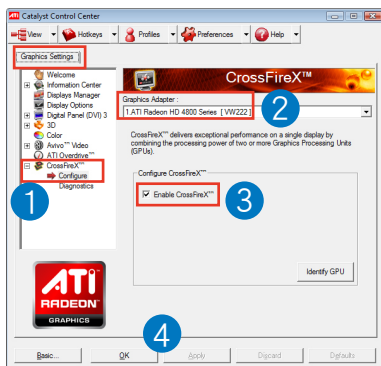 Catalyst Control Center
View Hotkeys Profiles Preferences Help
Graphics Settings
Welcome
Information Center
Displays Manager
Display Options
Digital Panel (DVI) 3
3D
Color
Avivo™ Video
ATI Overdrive™
CrossFireX™
Configure
Diagnostics
1
ATI
RADEON
GRAPHICS
CrossFireX™
Graphics Adapter :
1. ATI Radeon HD 4800 Series [ VW222 ]
2
CrossFireX™ delivers exceptional performance on a single display by
combining the processing power of two or more Graphics Processing Units
(GPUs).
Configure CrossFireX™
Enable CrossFireX™
3
Identify GPU
4
Basic... OK Apply Discard Defaults